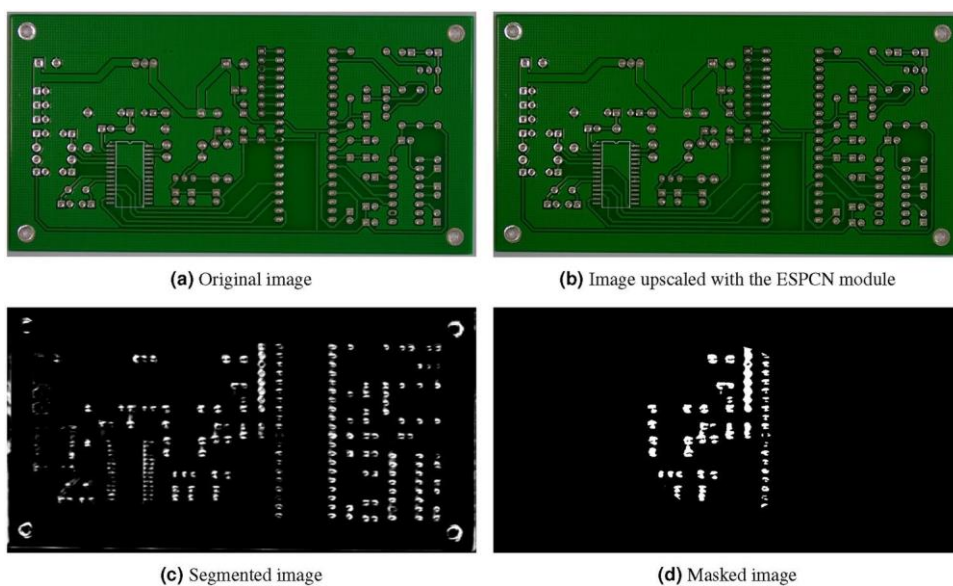 (a) Original image
(b) Image upscaled with the ESPCN module
(c) Segmented image
(d) Masked image